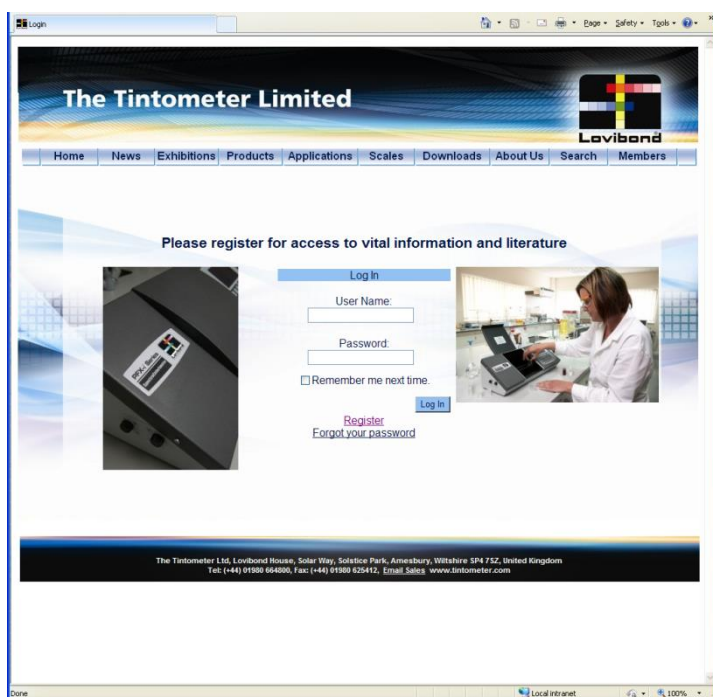 Login
Page
Safety
Tools
The Tintometer Limited
Lovibond
Home News Exhibitions Products Applications Scales Downloads About Us Search Members
Please register for access to vital information and literature
Log In
User Name:
Password:
Remember me next time.
Log In
Register
Forgot your password
PFX-i Series
Lovibond
The Tintometer Ltd, Lovibond House, Solar Way, Solstice Park, Amesbury, Wiltshire SP4 7SZ, United Kingdom
Tel: (+44) 01980 664800, Fax: (+44) 01980 625412, Email Sales www.tintometer.com
Done
Local intranet
100%